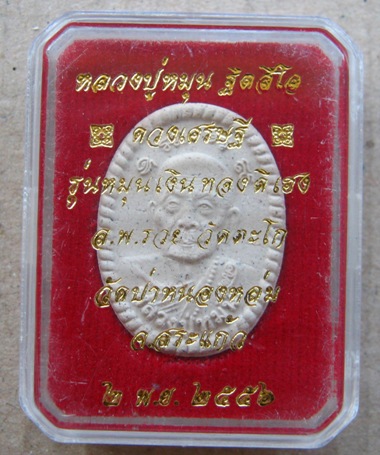 หลวงปู่หมุน ฐิตสีโล
ดวงเศรษฐี
รุ่นหมุนเงินทองดีเฮง
ล.พ.รวย วัดตะโก
วัดป่าหนองหล่ม
จ.สระแก้ว
๒ พ.ย. ๒๕๕๒